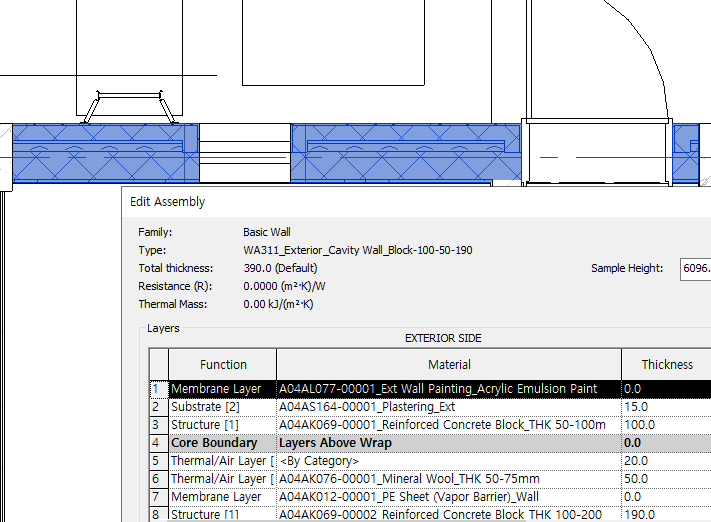 Edit Assembly
Family: Basic Wall
Type: WA311_Exterior_Cavity Wall_Block-100-50-190
Total thickness: 390.0 (Default) Sample Height: 6096.
Resistance (R): 0.0000 (m²·K)/W
Thermal Mass: 0.00 kJ/(m²·K)
Layers
EXTERIOR SIDE
Function Material Thickness
1 Membrane Layer A04AL077-00001_Ext Wall Painting_Acrylic Emulsion Paint 0.0
2 Substrate [2] A04AS164-00001_Plastering_Ext 15.0
3 Structure [1] A04AK069-00001_Reinforced Concrete Block_THK 50-100m 100.0
4 Core Boundary Layers Above Wrap 0.0
5 Thermal/Air Layer [ <By Category> 20.0
6 Thermal/Air Layer [ A04AK076-00001_Mineral Wool_THK 50-75mm 50.0
7 Membrane Layer A04AK012-00001_PE Sheet (Vapor Barrier)_Wall 0.0
8 Structure [1] A04AK069-00002_Reinforced Concrete Block_THK 100-200 190.0